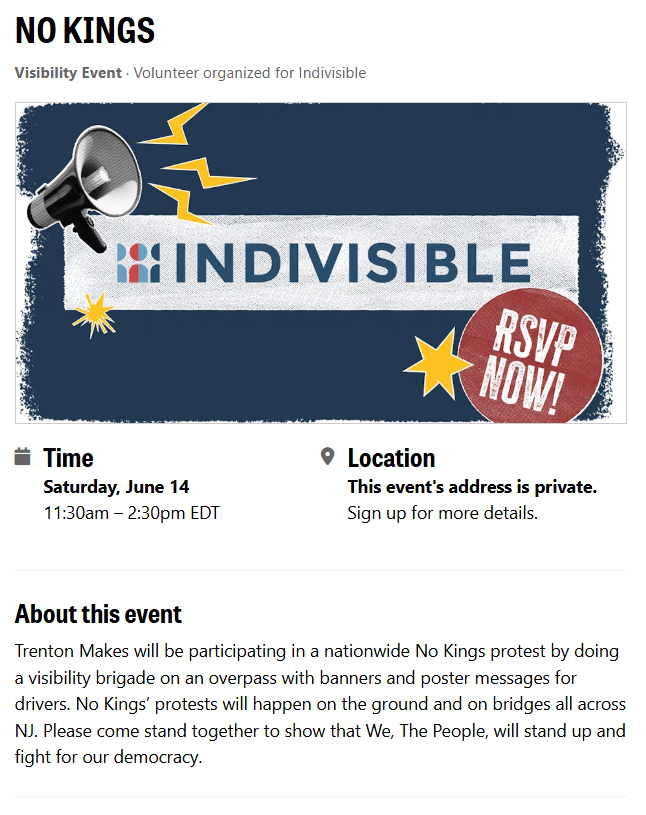 NO KINGS
Visibility Event · Volunteer organized for Indivisible
INDIVISIBLE
RSVP
NOW!
Time
Saturday, June 14
11:30am – 2:30pm EDT
Location
This event's address is private.
Sign up for more details.
About this event
Trenton Makes will be participating in a nationwide No Kings protest by doing
a visibility brigade on an overpass with banners and poster messages for
drivers. No Kings’ protests will happen on the ground and on bridges all across
NJ. Please come stand together to show that We, The People, will stand up and
fight for our democracy.